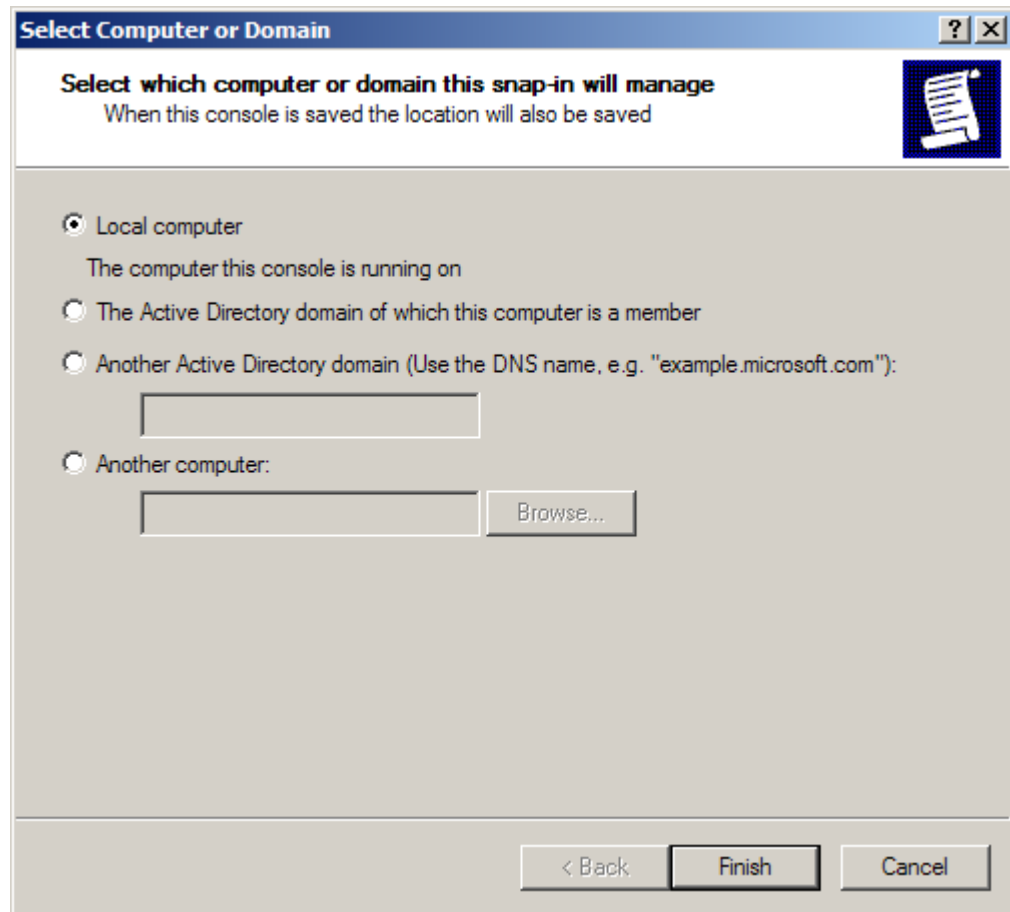 Select Computer or Domain
Select which computer or domain this snap-in will manage
When this console is saved the location will also be saved
Local computer
The computer this console is running on
The Active Directory domain of which this computer is a member
Another Active Directory domain (Use the DNS name, e.g. "example.microsoft.com"):
Another computer:
Browse...
< Back
Finish
Cancel